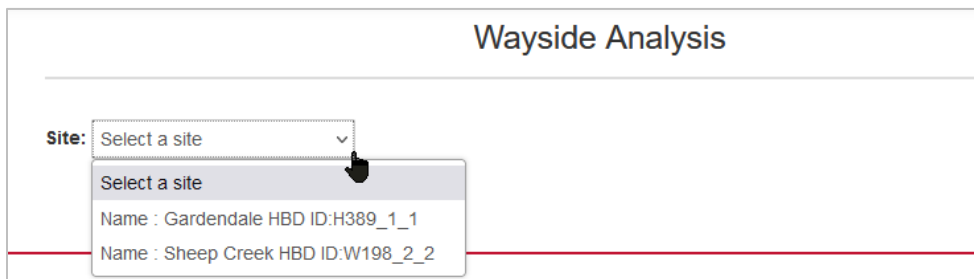 Wayside Analysis
Site: Select a site
Select a site
Name : Gardendale HBD ID:H389_1_1
Name : Sheep Creek HBD ID:W198_2_2